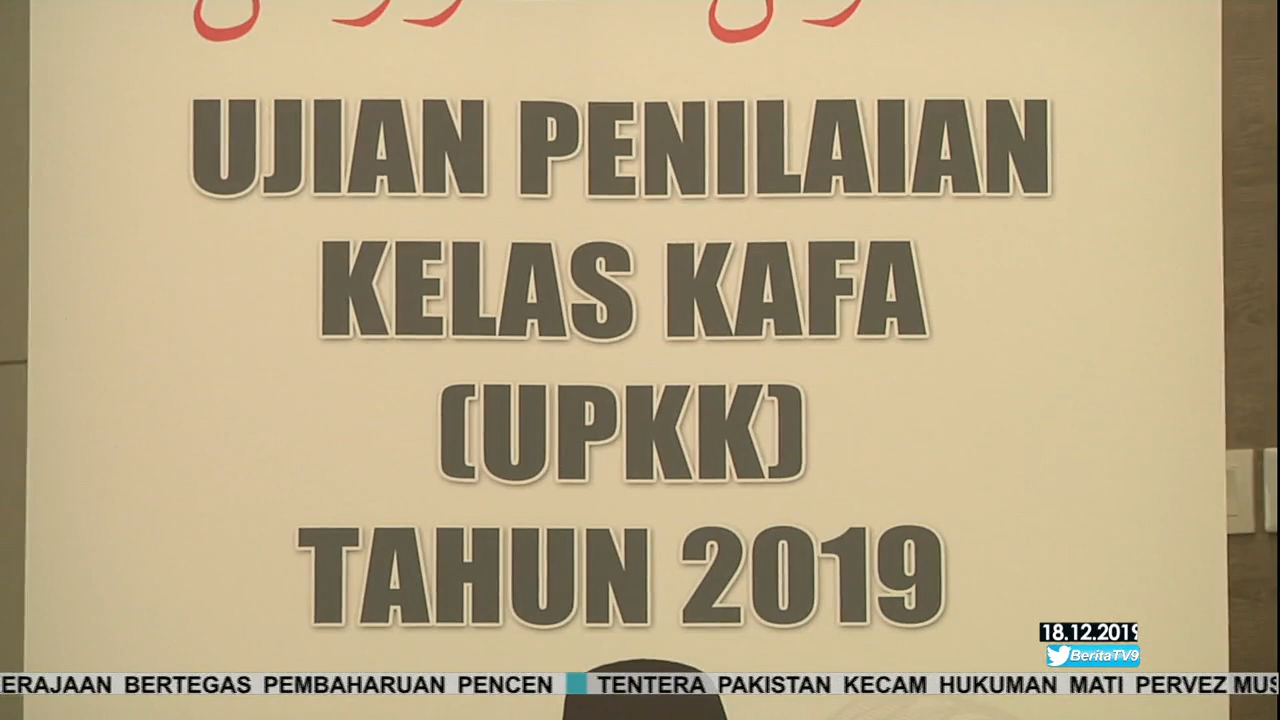 UJIAN PENILAIAN
KELAS KAFA
(UPKK)
TAHUN 2019
18.12.2019
BeritaTV9
ERAJAAN BERTEGAS PEMBAHARUAN PENCEN TENTERA PAKISTAN KECAM HUKUMAN MATI PERVEZ MUS